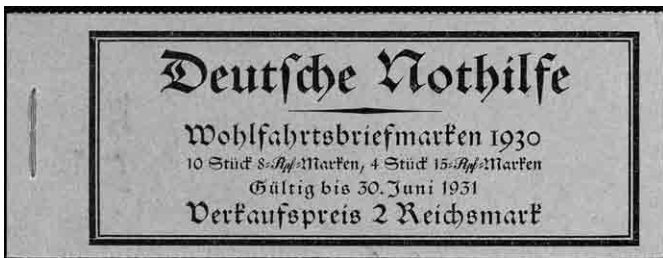 Deutsche Nothilfe
Wohlfahrtsbriefmarken 1930
10 Stück 8=Rpf=Marken, 4 Stück 15=Rpf=Marken
Gültig bis 30. Juni 1931
Verkaufspreis 2 Reichsmark